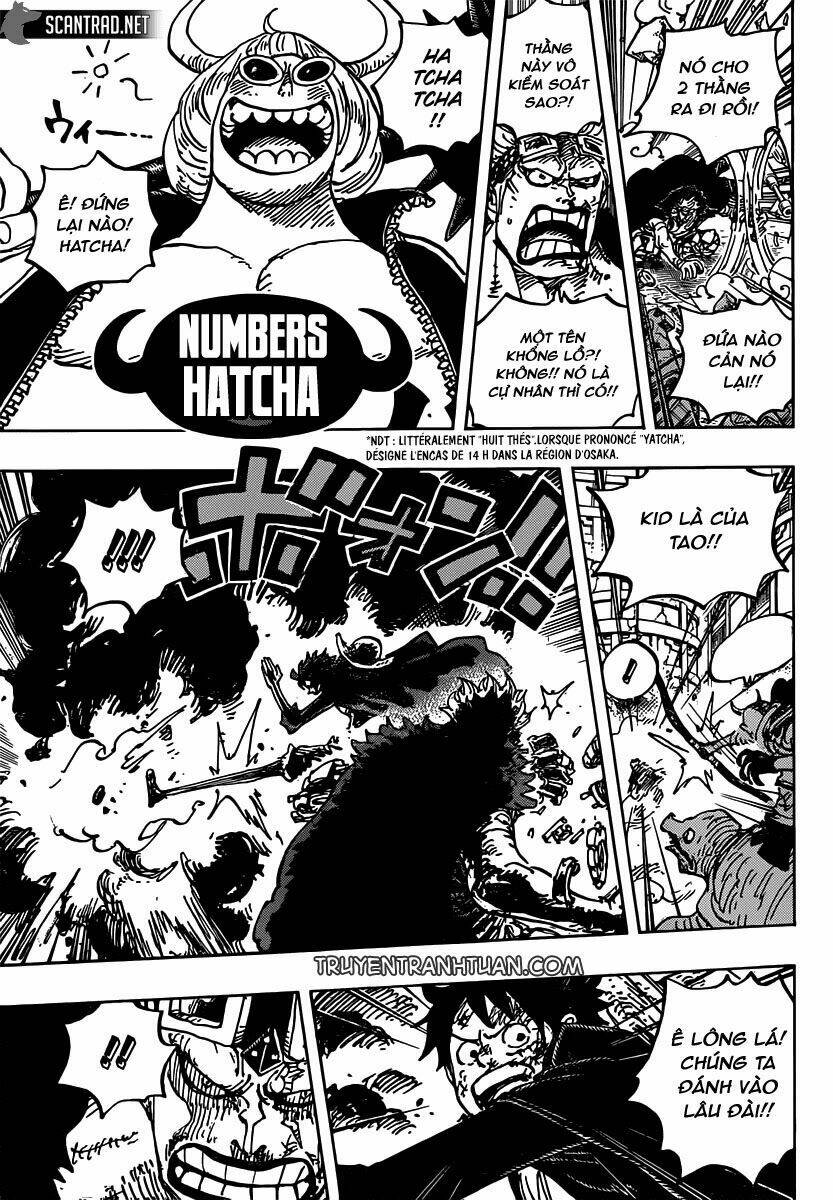 SCANTRAD.NET
NÓ CHO
2 THẰNG
RA ĐI RỒI!
ĐỨA NÀO
CẢN NÓ
LẠI!!
THẰNG
NÀY VÔ
KIỂM SOÁT
SAO?!
MỘT TÊN
KHỔNG LỒ?!
KHÔNG!! NÓ LÀ
CỰ NHÂN THÌ CÓ!!
HA
TCHA
TCHA
!!
ウィー
Ê! ĐỨNG
LẠI NÀO!
HATCHA!
NUMBERS
HATCHA
*NDT : LITTÉRALEMENT "HUIT THÉS".LORSQUE PRONONCÉ "YATCHA",
DÉSIGNE L'ENCAS DE 14 H DANS LA RÉGION D'OSAKA.
KID LÀ CỦA
TAO!!
!
!!!
ボォン!!
TRUYENTRANHTUAN.COM
Ê LÔNG LÁ!
CHÚNG TA
ĐÁNH VÀO
LÂU ĐÀI!!
!!